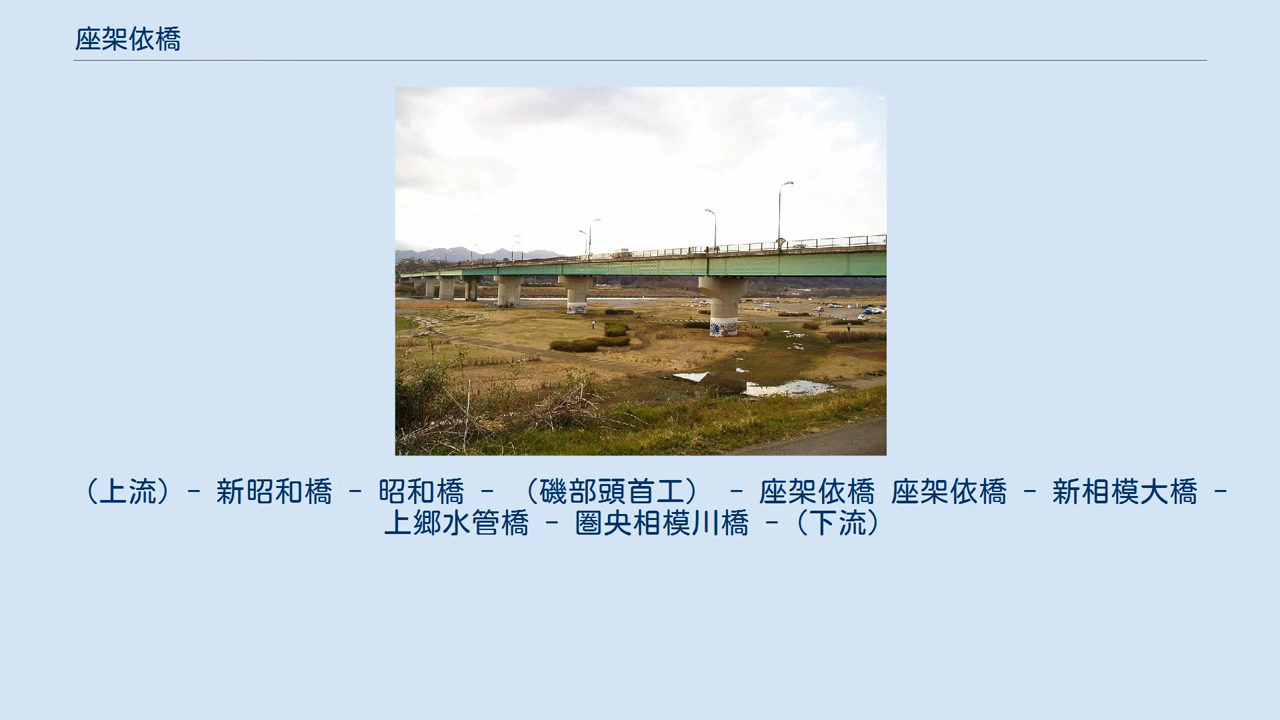 座架依橋
（上流）- 新昭和橋 - 昭和橋 - （磯部頭首工） - 座架依橋 座架依橋 - 新相模大橋 -
上郷水管橋 - 圏央相模川橋 -（下流）